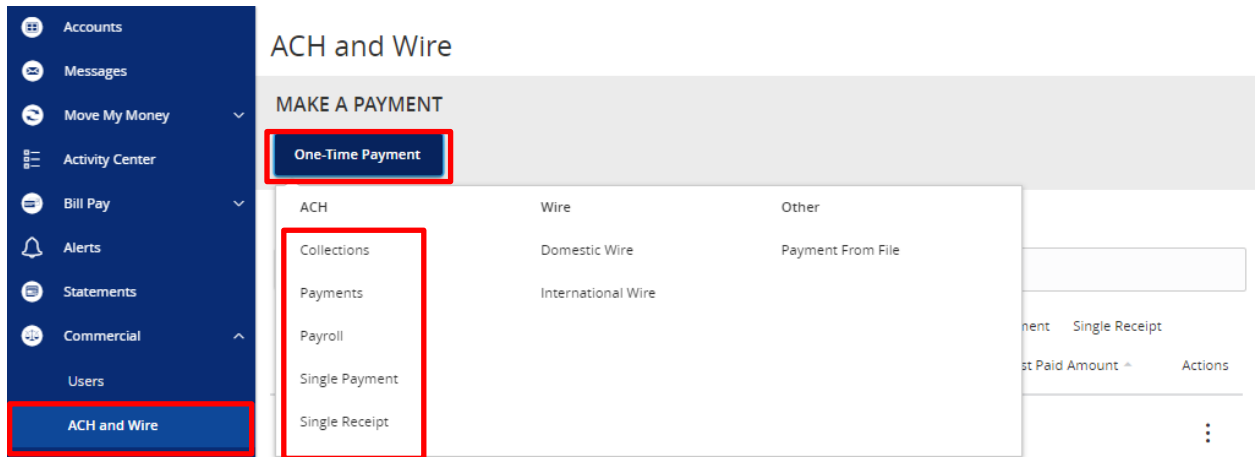 Accounts
Messages
Move My Money
Activity Center
Bill Pay
Alerts
Statements
Commercial
Users
ACH and Wire
ACH and Wire
MAKE A PAYMENT
One-Time Payment
ACH Wire Other
Collections Domestic Wire Payment From File
Payments International Wire
Payroll
Single Payment
Single Receipt
Single Receipt
Paid Amount Actions